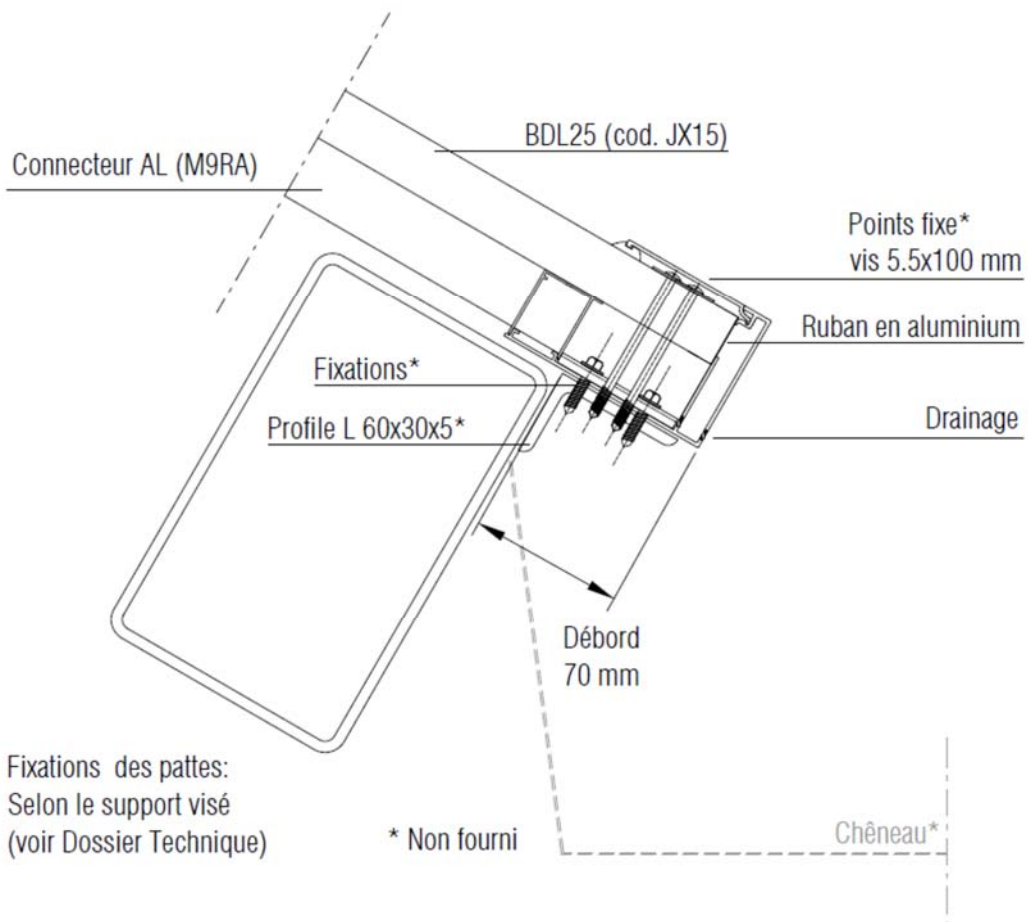 BDL25 (cod. JX15)
Connecteur AL (M9RA)
Points fixe*
vis 5.5x100 mm
Ruban en aluminium
Fixations*
Profile L 60x30x5*
Drainage
Débord
70 mm
Fixations des pattes:
Selon le support visé
(voir Dossier Technique)
* Non fourni
Chêneau*